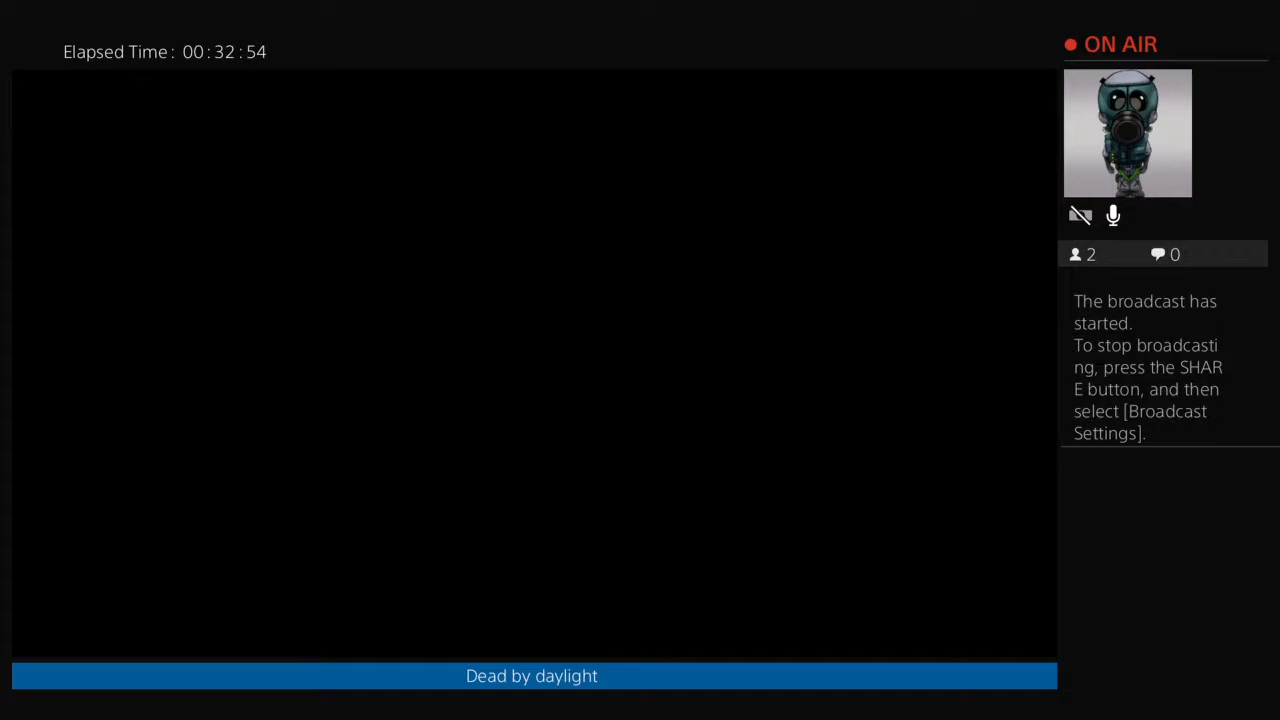 Elapsed Time: 00:32:54
ON AIR
2
0
The broadcast has
started.
To stop broadcasti
ng, press the SHAR
E button, and then
select [Broadcast
Settings].
Dead by daylight